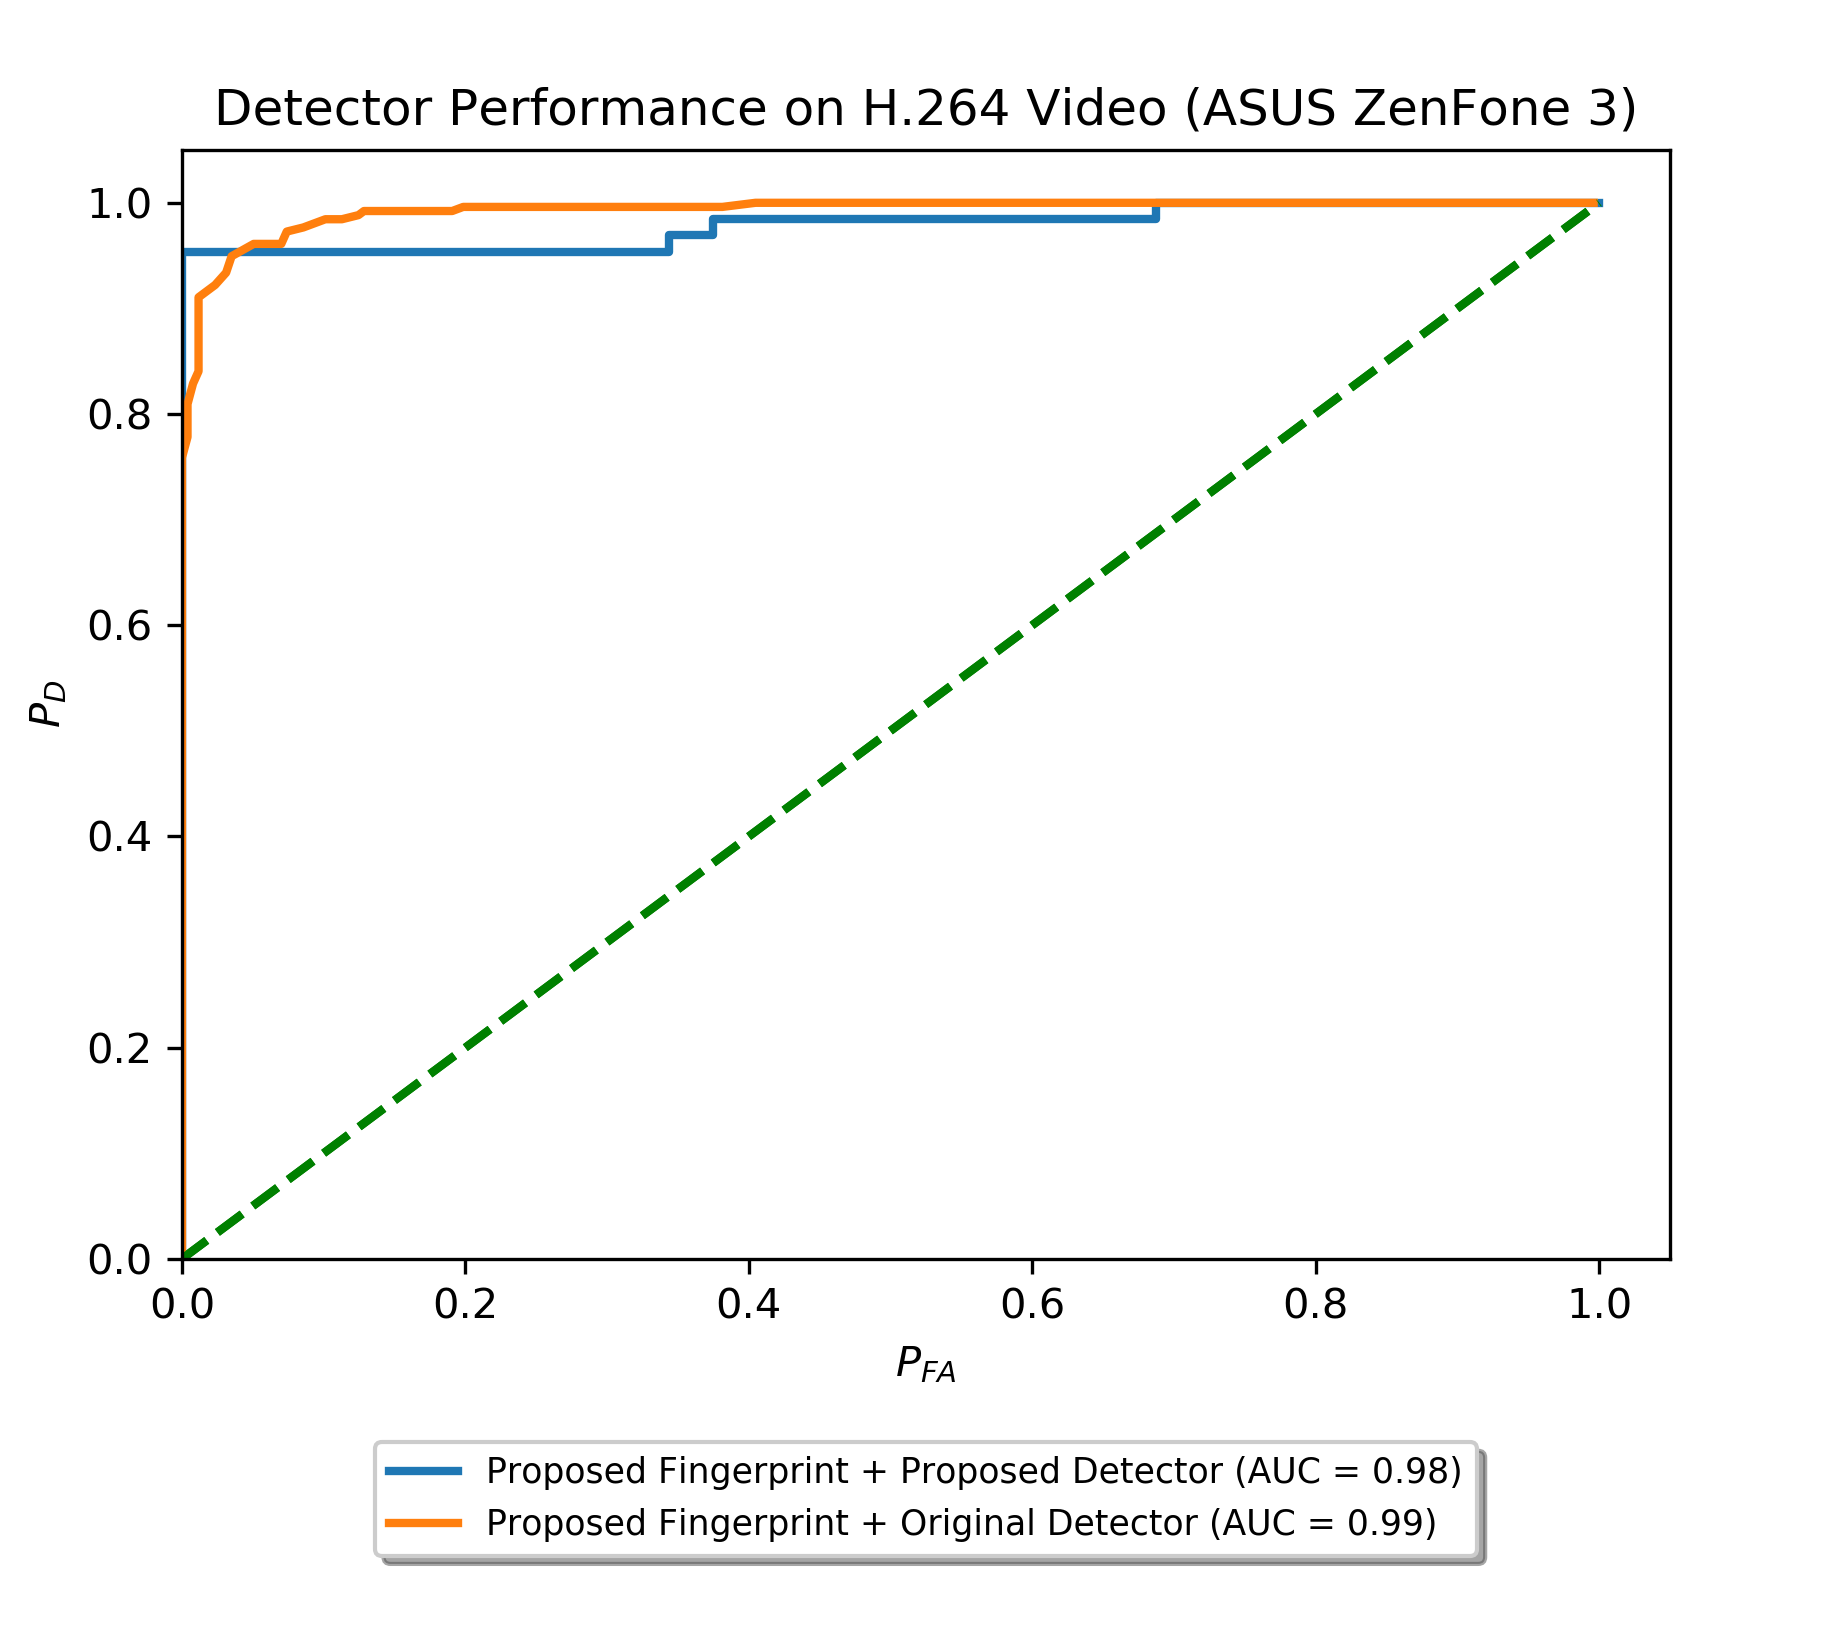 Detector Performance on H.264 Video (ASUS ZenFone 3)
1.0
0.8
0.6
0.4
0.2
0.0
P_D
0.0 0.2 0.4 0.6 0.8 1.0
P_FA
Proposed Fingerprint + Proposed Detector (AUC = 0.98)
Proposed Fingerprint + Original Detector (AUC = 0.99)